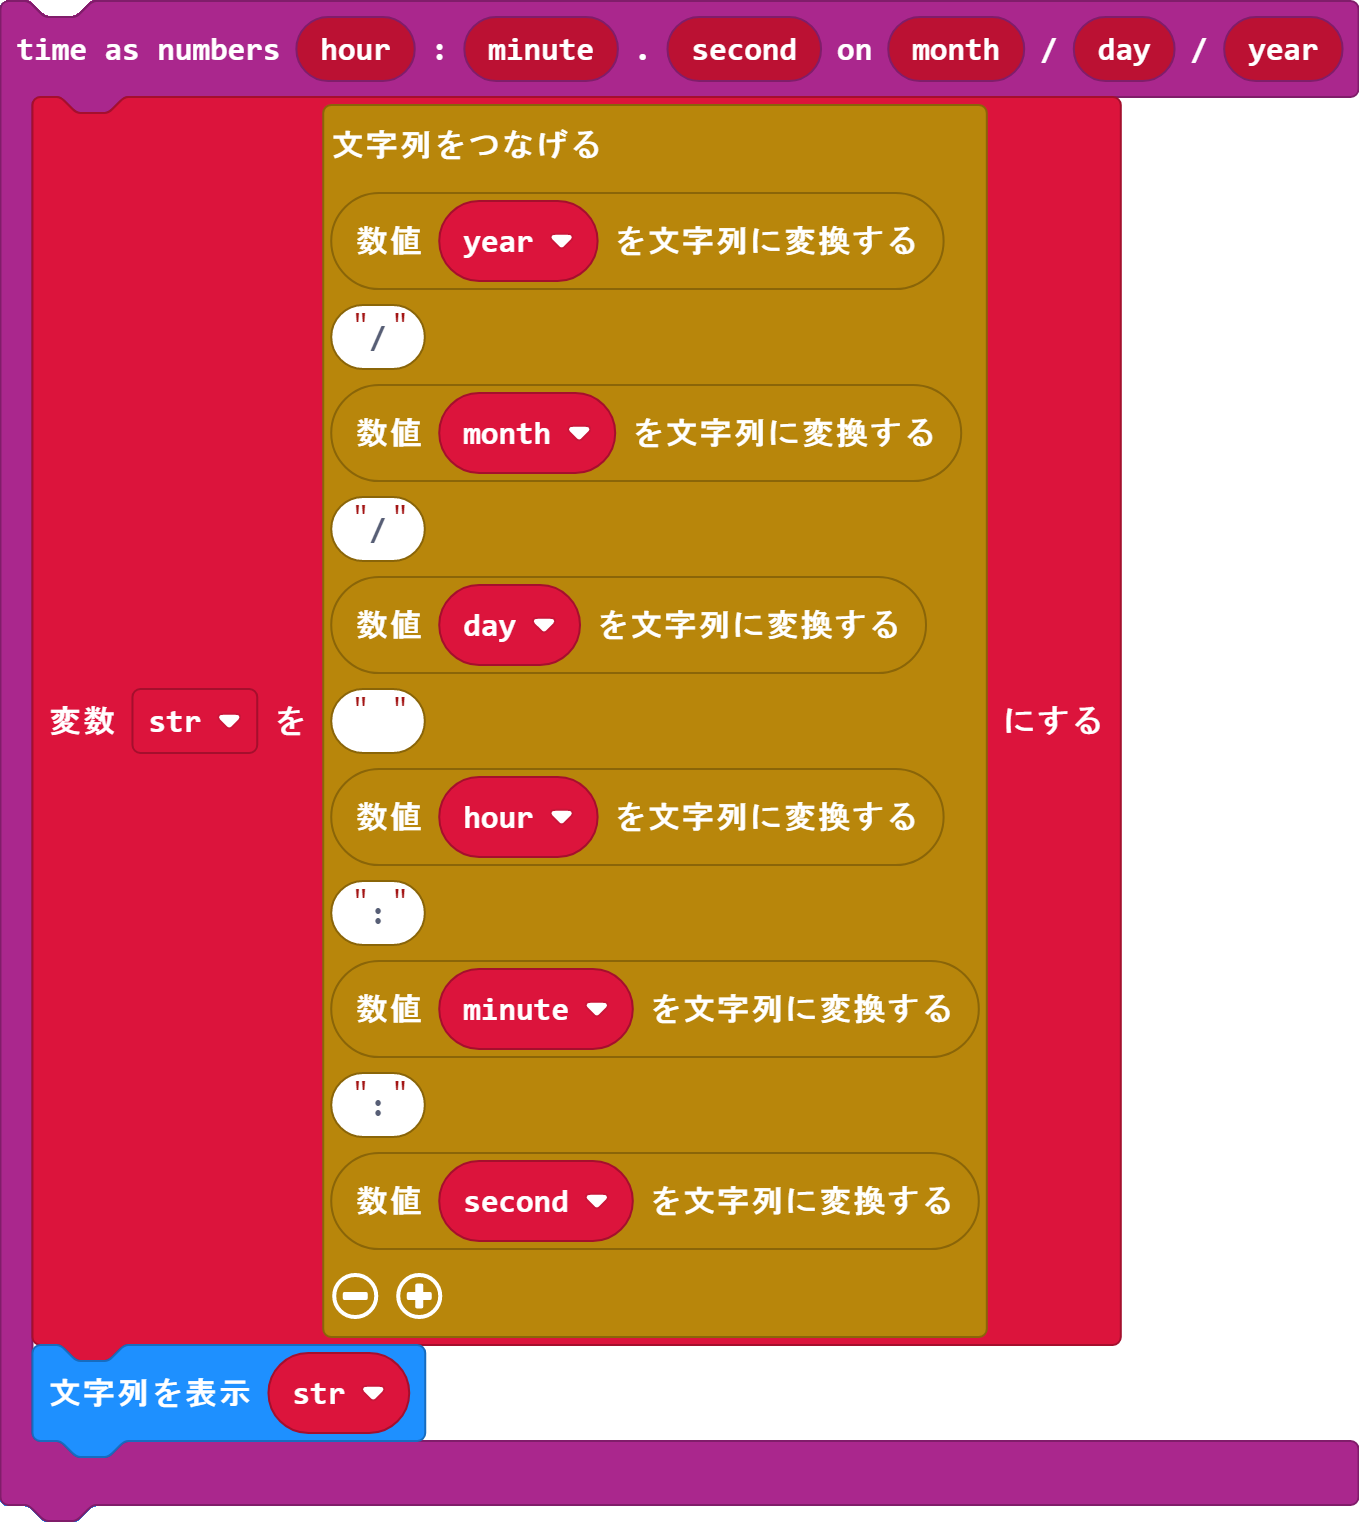 time as numbers hour : minute . second on month / day / year
文字列をつなげる
数値 year を文字列に変換する
"/"
数値 month を文字列に変換する
"/"
数値 day を文字列に変換する
変数 str を " " にする
数値 hour を文字列に変換する
":"
数値 minute を文字列に変換する
":"
数値 second を文字列に変換する
文字列を表示 str